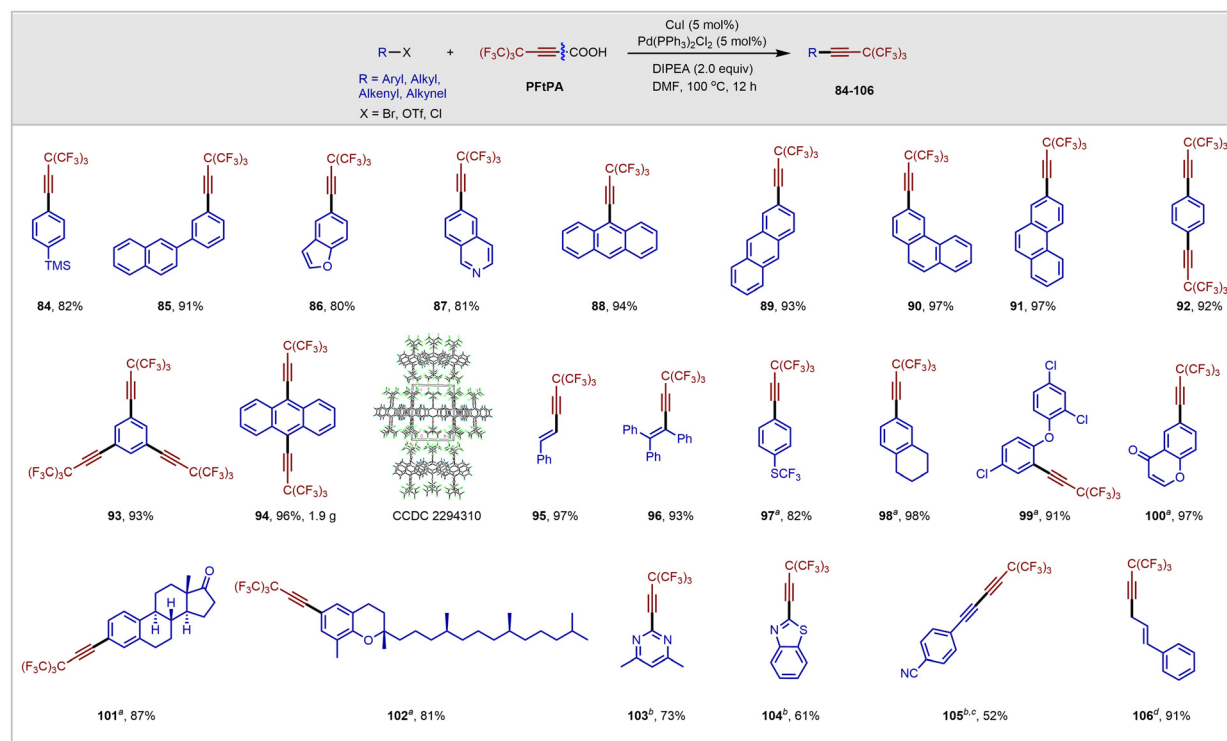 R—X + (F₃C)₃C COOH CuI (5 mol%) R C(CF₃)₃
Pd(PPh₃)₂Cl₂ (5 mol%)
R = Aryl, Alkyl, PFtPA DIPEA (2.0 equiv) 84-106
Alkenyl, Alkynel DMF, 100 °C, 12 h
X = Br, OTf, Cl
C(CF₃)₃ C(CF₃)₃ C(CF₃)₃ C(CF₃)₃ C(CF₃)₃ C(CF₃)₃ C(CF₃)₃ C(CF₃)₃ C(CF₃)₃
TMS O N C(CF₃)₃
84, 82% 85, 91% 86, 80% 87, 81% 88, 94% 89, 93% 90, 97% 91, 97% 92, 92%
C(CF₃)₃ C(CF₃)₃ C(CF₃)₃ C(CF₃)₃ C(CF₃)₃ C(CF₃)₃ C(CF₃)₃
Cl Cl O
(F₃C)₃C C(CF₃)₃ C(CF₃)₃ Ph Ph Ph Ph SCF₃ Cl C(CF₃)₃ O O
93, 93% 94, 96%, 1.9 g CCDC 2294310 95, 97% 96, 93% 97ᵃ, 82% 98ᵃ, 98% 99ᵃ, 91% 100ᵃ, 97%
O (F₃C)₃C C(CF₃)₃ C(CF₃)₃ C(CF₃)₃ C(CF₃)₃
H H H O N N N S
(F₃C)₃C NC
101ᵃ, 87% 102ᵃ, 81% 103ᵇ, 73% 104ᵇ, 61% 105ᵇ,ᶜ, 52% 106ᵈ, 91%